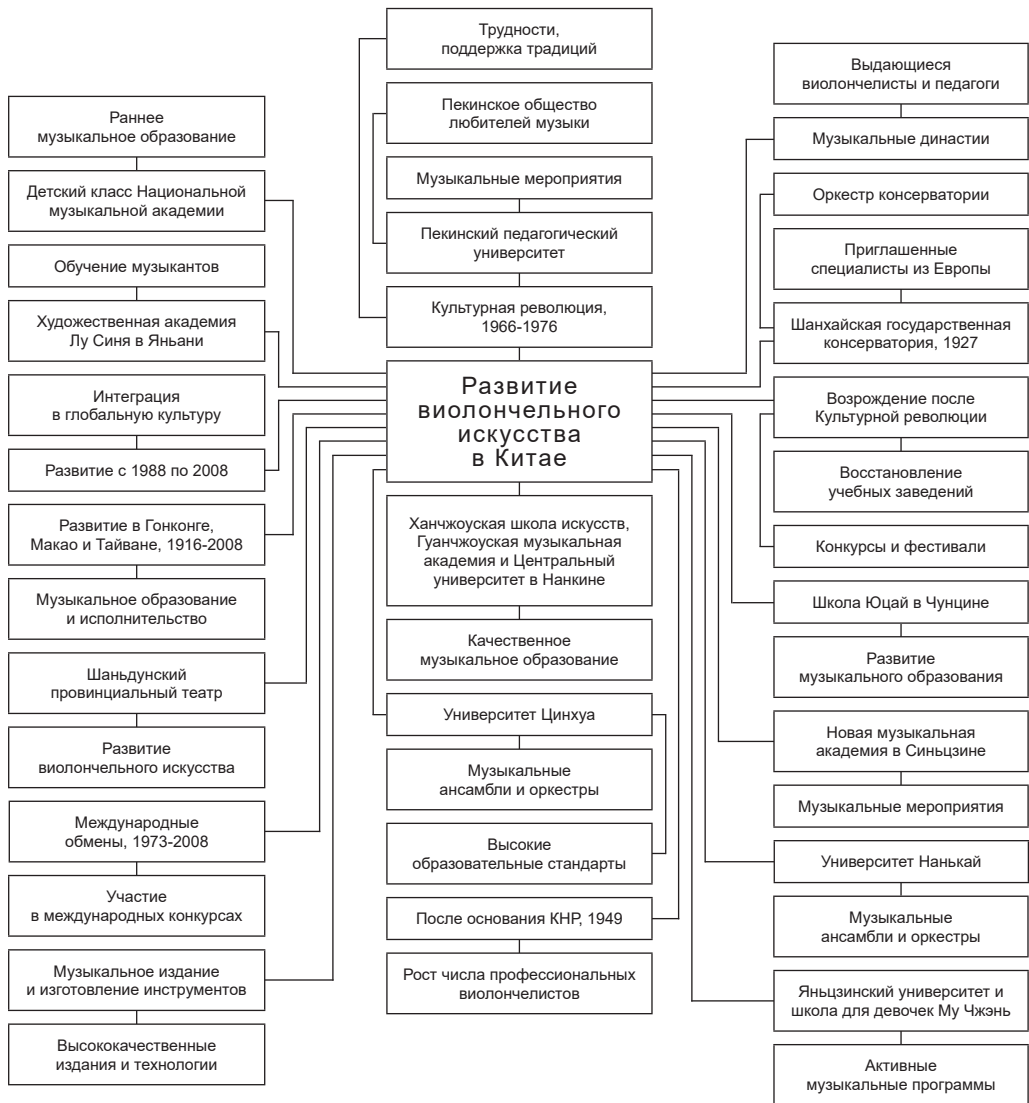 Раннее
музыкальное образование
Детский класс Национальной
музыкальной академии
Обучение музыкантов
Художественная академия
Лу Синя в Яньани
Интеграция
в глобальную культуру
Развитие с 1988 по 2008
Развитие в Гонконге,
Макао и Тайване, 1916-2008
Музыкальное образование
и исполнительство
Шаньдунский
провинциальный театр
Развитие
виолончельного искусства
Международные
обмены, 1973-2008
Участие
в международных конкурсах
Музыкальное издание
и изготовление инструментов
Высококачественные
издания и технологии
Трудности,
поддержка традиций
Пекинское общество
любителей музыки
Музыкальные мероприятия
Пекинский педагогический
университет
Культурная революция,
1966-1976
Развитие
виолончельного
искусства
в Китае
Ханчжоуская школа искусств,
Гуанчжоуская музыкальная
академия и Центральный
университет в Нанкине
Качественное
музыкальное образование
Университет Цинхуа
Музыкальные
ансамбли и оркестры
Высокие
образовательные стандарты
После основания КНР, 1949
Рост числа профессиональных
виолончелистов
Выдающиеся
виолончелисты и педагоги
Музыкальные династии
Оркестр консерватории
Приглашенные
специалисты из Европы
Шанхайская государственная
консерватория, 1927
Возрождение после
Культурной революции
Восстановление
учебных заведений
Конкурсы и фестивали
Школа Юцай в Чунцине
Развитие
музыкального образования
Новая музыкальная
академия в Синьцзине
Музыкальные мероприятия
Университет Нанькай
Музыкальные
ансамбли и оркестры
Яньцзинский университет и
школа для девочек Му Чжэнь
Активные
музыкальные программы